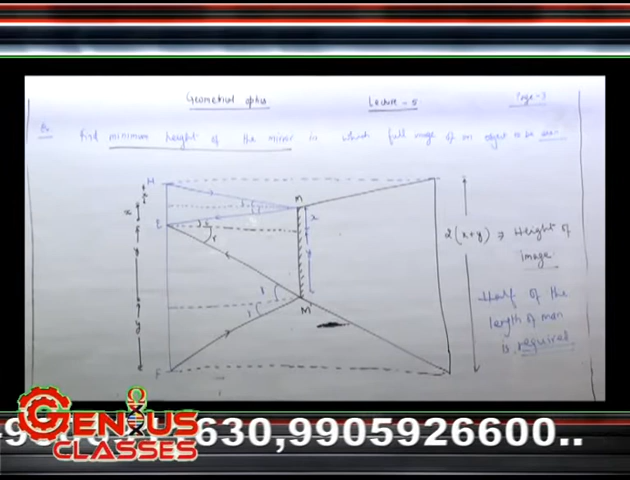 Geometrical optics Lecture - 5 Page-3
Ex. Find minimum height of the mirror in which full image of an object to be seen.
H
M
x
x
x
E
r
i
i
y
y
y
2(x+y) → Height of
image
Half of the
length of man
is required
M'
F
GENIUS
CLASSES
630,9905926600..